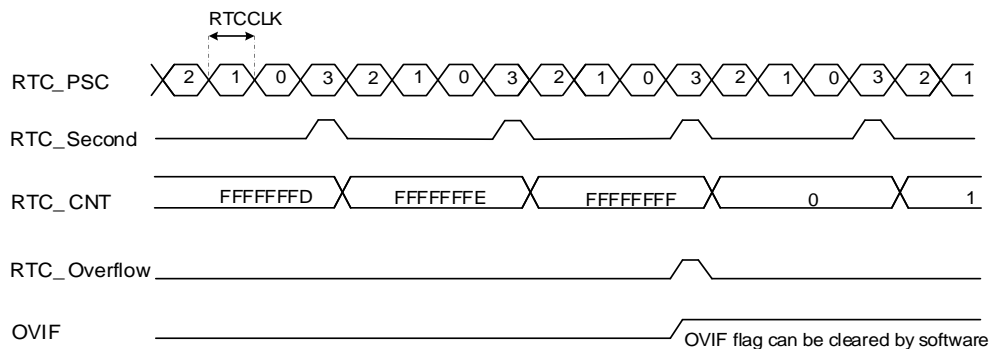 RTCCLK
RTC_PSC 2 1 0 3 2 1 0 3 2 1 0 3 2 1 0 3 2 1
RTC_Second
RTC_CNT FFFFFFFD FFFFFFFE FFFFFFFF 0 1
RTC_Overflow
OVIF OVIF flag can be cleared by software